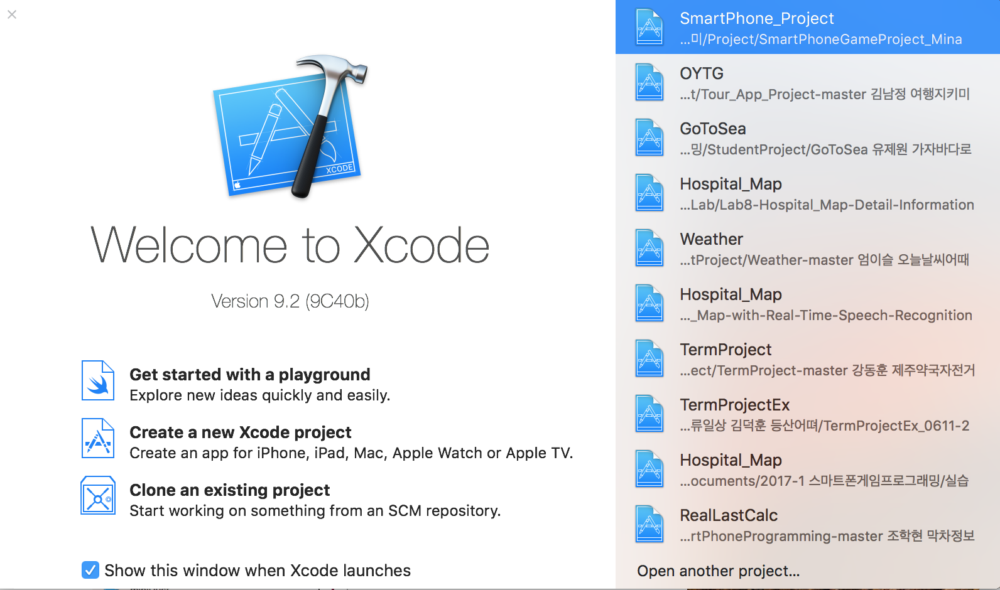 XCODE
Welcome to Xcode
Version 9.2 (9C40b)
Get started with a playground
Explore new ideas quickly and easily.
Create a new Xcode project
Create an app for iPhone, iPad, Mac, Apple Watch or Apple TV.
Clone an existing project
Start working on something from an SCM repository.
Show this window when Xcode launches
SmartPhone_Project
...미/Project/SmartPhoneGameProject_Mina
OYTG
...t/Tour_App_Project-master 김남정 여행지키미
GoToSea
...밍/StudentProject/GoToSea 유제원 가자바다로
Hospital_Map
...Lab/Lab8-Hospital_Map-Detail-Information
Weather
...tProject/Weather-master 엄이슬 오늘날씨어때
Hospital_Map
..._Map-with-Real-Time-Speech-Recognition
TermProject
...ect/TermProject-master 강동훈 제주약국자전거
TermProjectEx
...류일상 김덕훈 등산어뗘/TermProjectEx_0611-2
Hospital_Map
...ocuments/2017-1 스마트폰게임프로그래밍/실습
RealLastCalc
...rtPhoneProgramming-master 조학현 막차정보
Open another project...